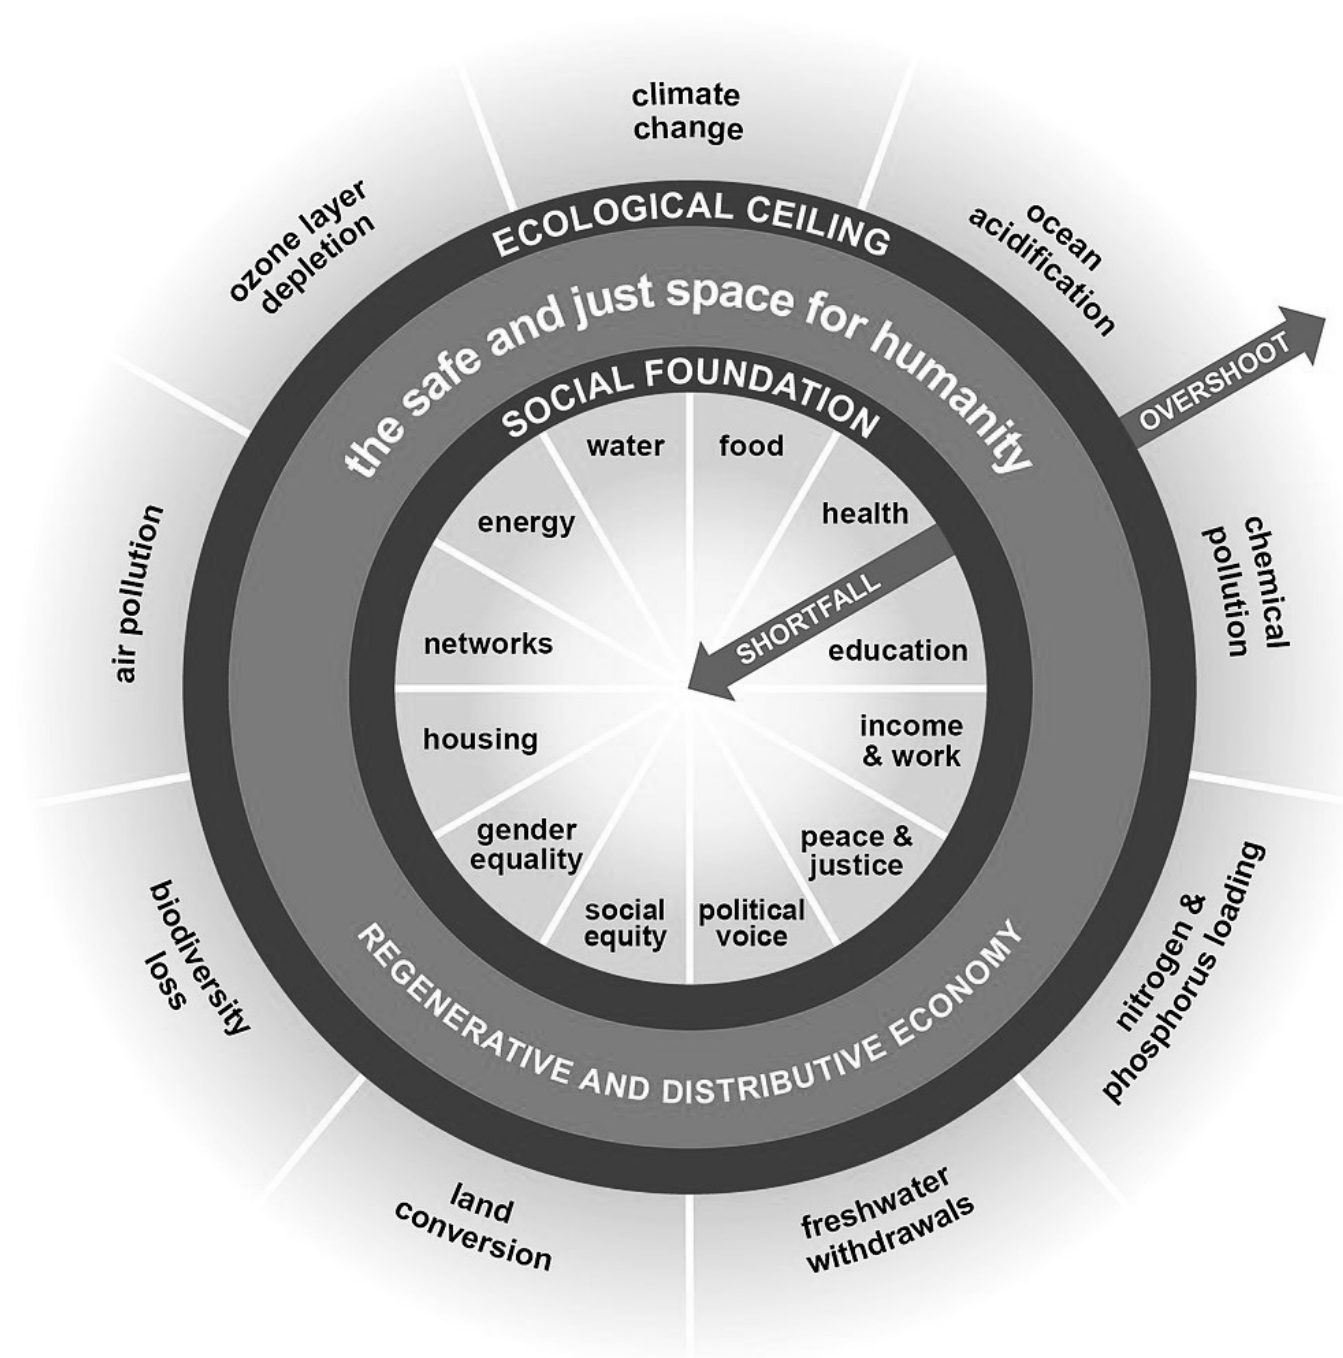 climate
change
ocean
acidification
chemical
pollution
nitrogen &
phosphorus loading
freshwater
withdrawals
land
conversion
biodiversity
loss
air pollution
ozone layer
depletion
OVERSHOOT
ECOLOGICAL CEILING
the safe and just space for humanity
SOCIAL FOUNDATION
water
food
health
SHORTFALL
education
income
& work
peace &
justice
political
voice
social
equity
gender
equality
housing
networks
energy
REGENERATIVE AND DISTRIBUTIVE ECONOMY